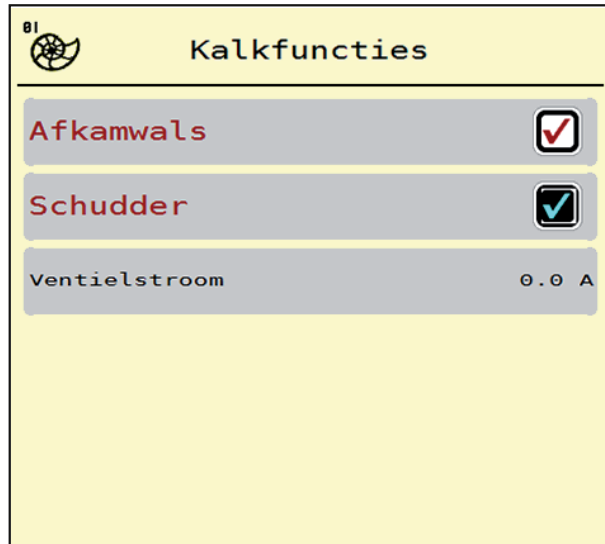 01
Kalkfuncties
Afkamwals
Schudder
Ventielstroom 0.0 A